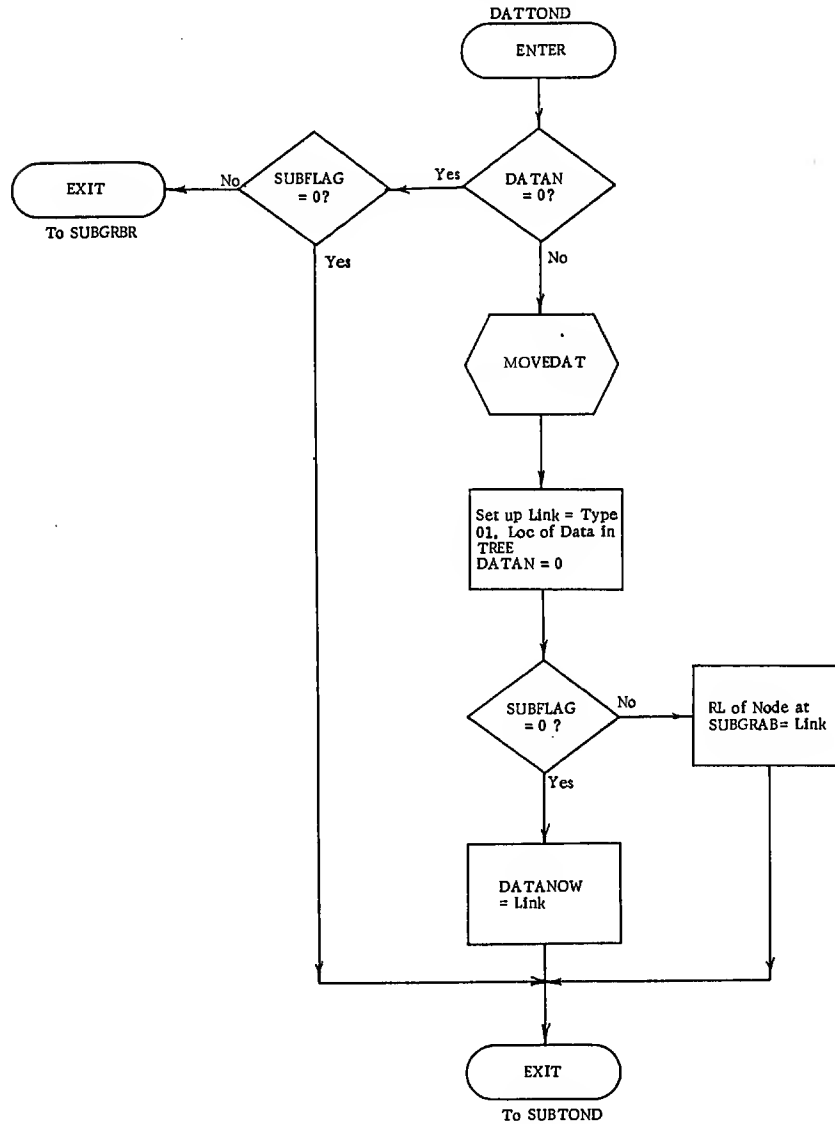 DATTOND
ENTER
DATAN
= 0?
Yes
No
SUBFLAG
= 0?
No
Yes
EXIT
To SUBGRBR
MOVEDAT
Set up Link = Type
01, Loc of Data in
TREE
DATAN = 0
SUBFLAG
= 0 ?
No
Yes
RL of Node at
SUBGRAB= Link
DATANOW
= Link
EXIT
To SUBTOND